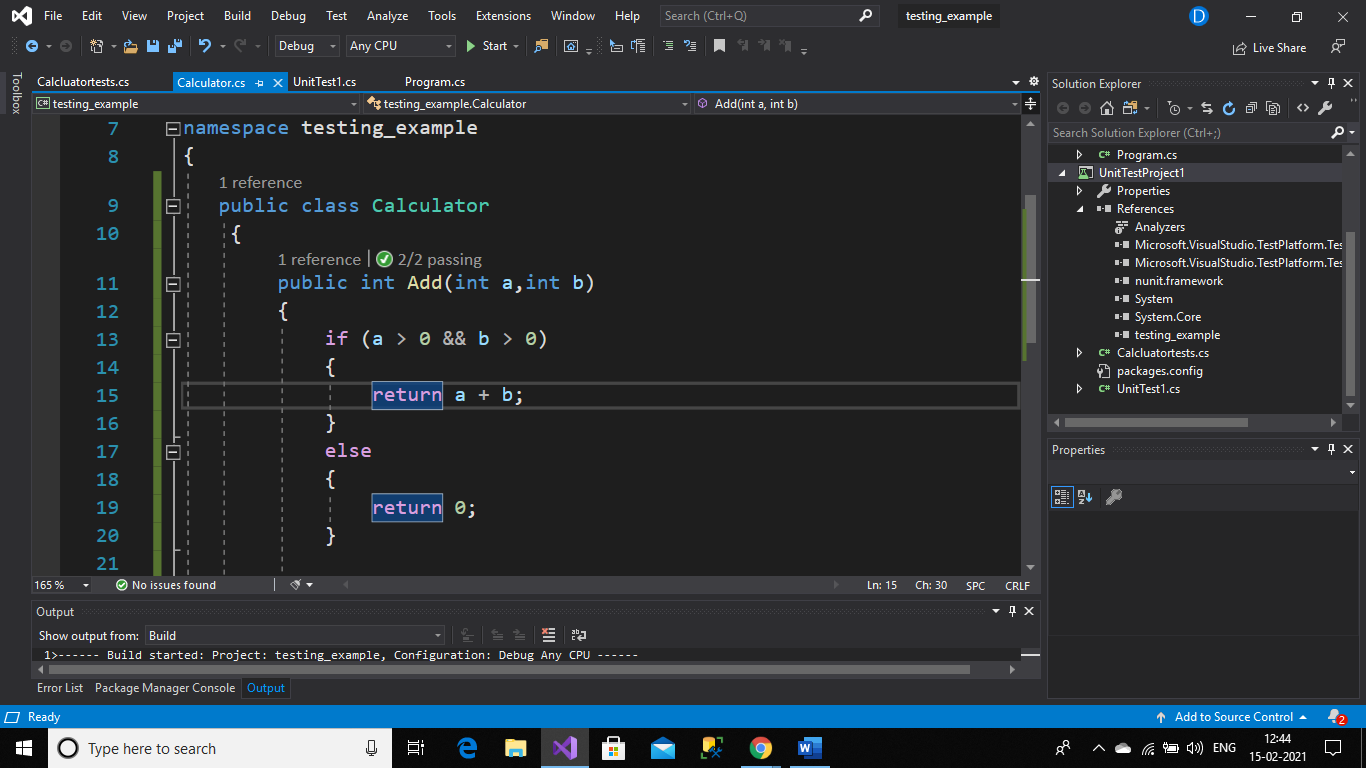 File Edit View Project Build Debug Test Analyze Tools Extensions Window Help Search (Ctrl+Q) testing_example D
Debug Any CPU Start Live Share
Toolbox
Calcluatortests.cs Calculator.cs UnitTest1.cs Program.cs
C# testing_example testing_example.Calculator Add(int a, int b)
7 namespace testing_example
8 {
1 reference
9 public class Calculator
10 {
1 reference | 2/2 passing
11 public int Add(int a,int b)
12 {
13 if (a > 0 && b > 0)
14 {
15 return a + b;
16 }
17 else
18 {
19 return 0;
20 }
21
165 % No issues found Ln: 15 Ch: 30 SPC CRLF
Output
Show output from: Build
1>------ Build started: Project: testing_example, Configuration: Debug Any CPU ------
Error List Package Manager Console Output
Solution Explorer
Search Solution Explorer (Ctrl+;)
C# Program.cs
UnitTestProject1
Properties
References
Analyzers
Microsoft.VisualStudio.TestPlatform.Tes
Microsoft.VisualStudio.TestPlatform.Tes
nunit.framework
System
System.Core
testing_example
C# Calcluatortests.cs
packages.config
C# UnitTest1.cs
Properties
Ready Add to Source Control 2
Type here to search ENG 12:44
15-02-2021